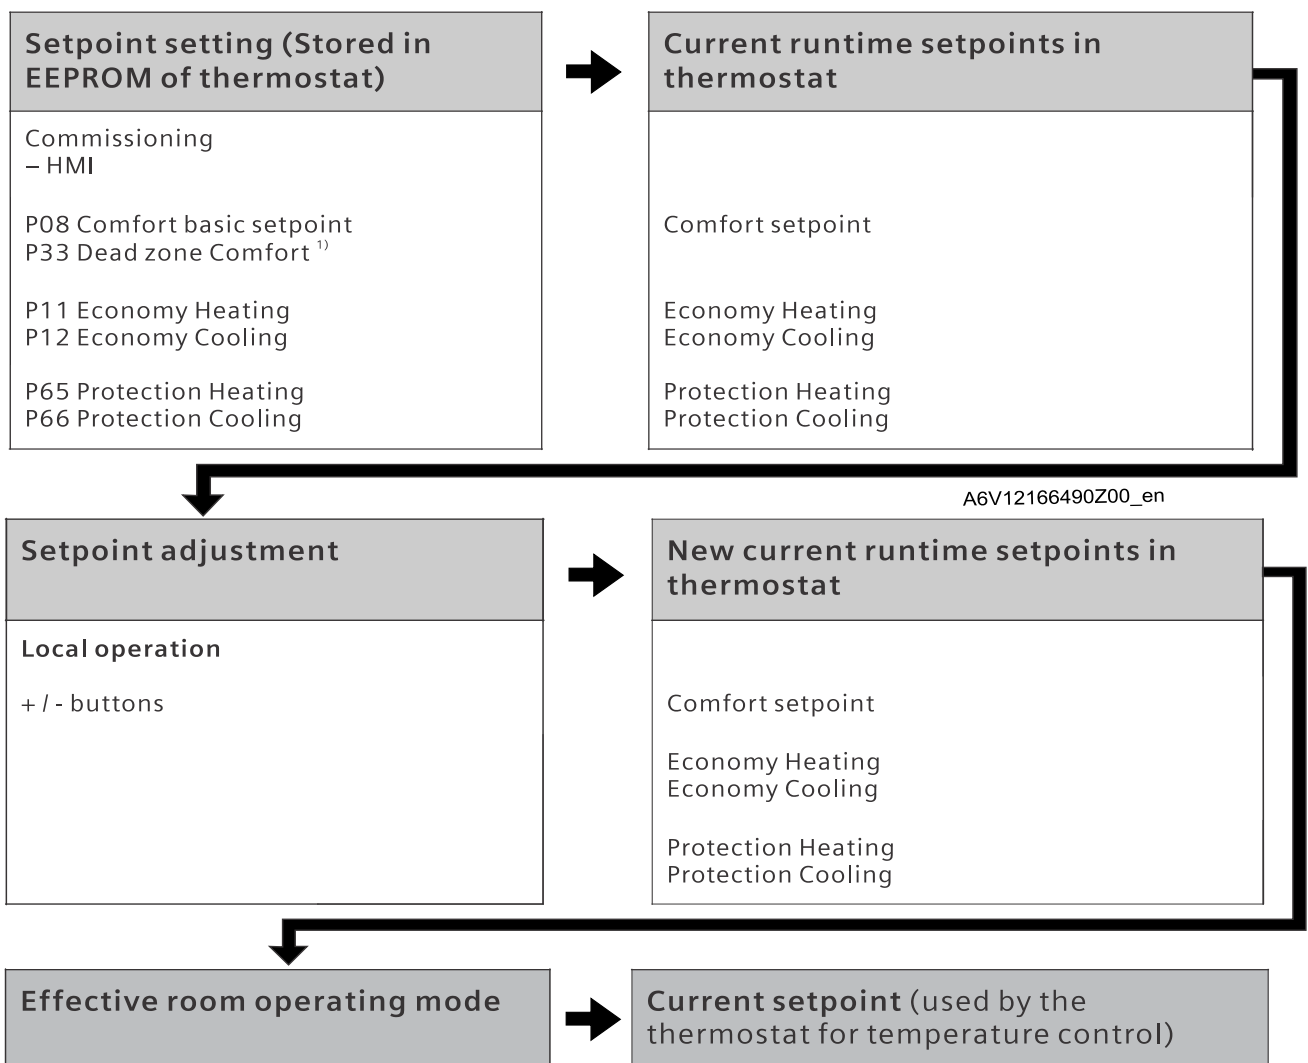 Setpoint setting (Stored in
EEPROM of thermostat)
Current runtime setpoints in
thermostat
Commissioning
– HMI
P08 Comfort basic setpoint
P33 Dead zone Comfort 1)
P11 Economy Heating
P12 Economy Cooling
P65 Protection Heating
P66 Protection Cooling
Comfort setpoint
Economy Heating
Economy Cooling
Protection Heating
Protection Cooling
A6V12166490Z00_en
Setpoint adjustment
New current runtime setpoints in
thermostat
Local operation
+ / - buttons
Comfort setpoint
Economy Heating
Economy Cooling
Protection Heating
Protection Cooling
Effective room operating mode
Current setpoint (used by the
thermostat for temperature control)